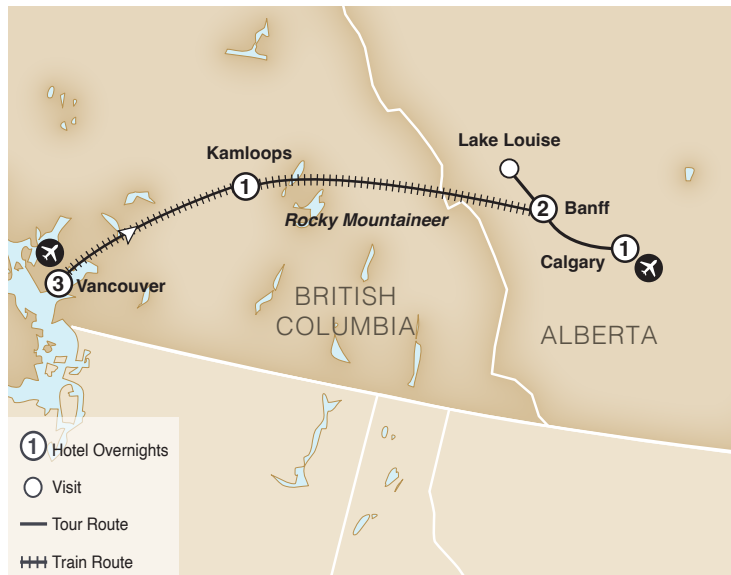 Lake Louise
Kamloops
1
2 Banff
Rocky Mountaineer
Calgary 1
3 Vancouver
BRITISH
COLUMBIA
ALBERTA
1 Hotel Overnights
Visit
Tour Route
Train Route